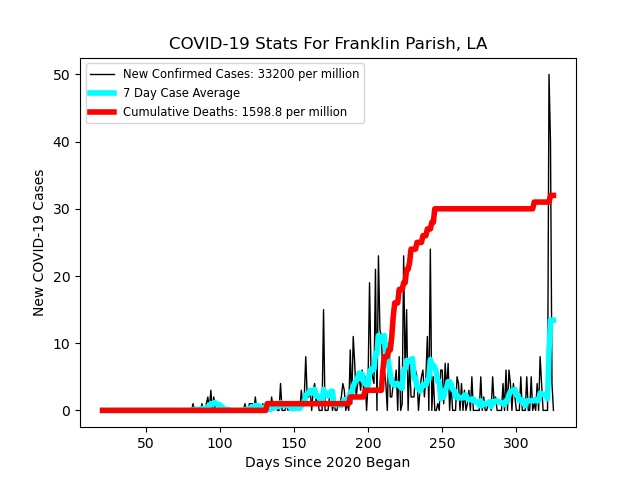 COVID-19 Stats For Franklin Parish, LA
New Confirmed Cases: 33200 per million
7 Day Case Average
Cumulative Deaths: 1598.8 per million
New COVID-19 Cases
50
40
30
20
10
0
50 100 150 200 250 300
Days Since 2020 Began